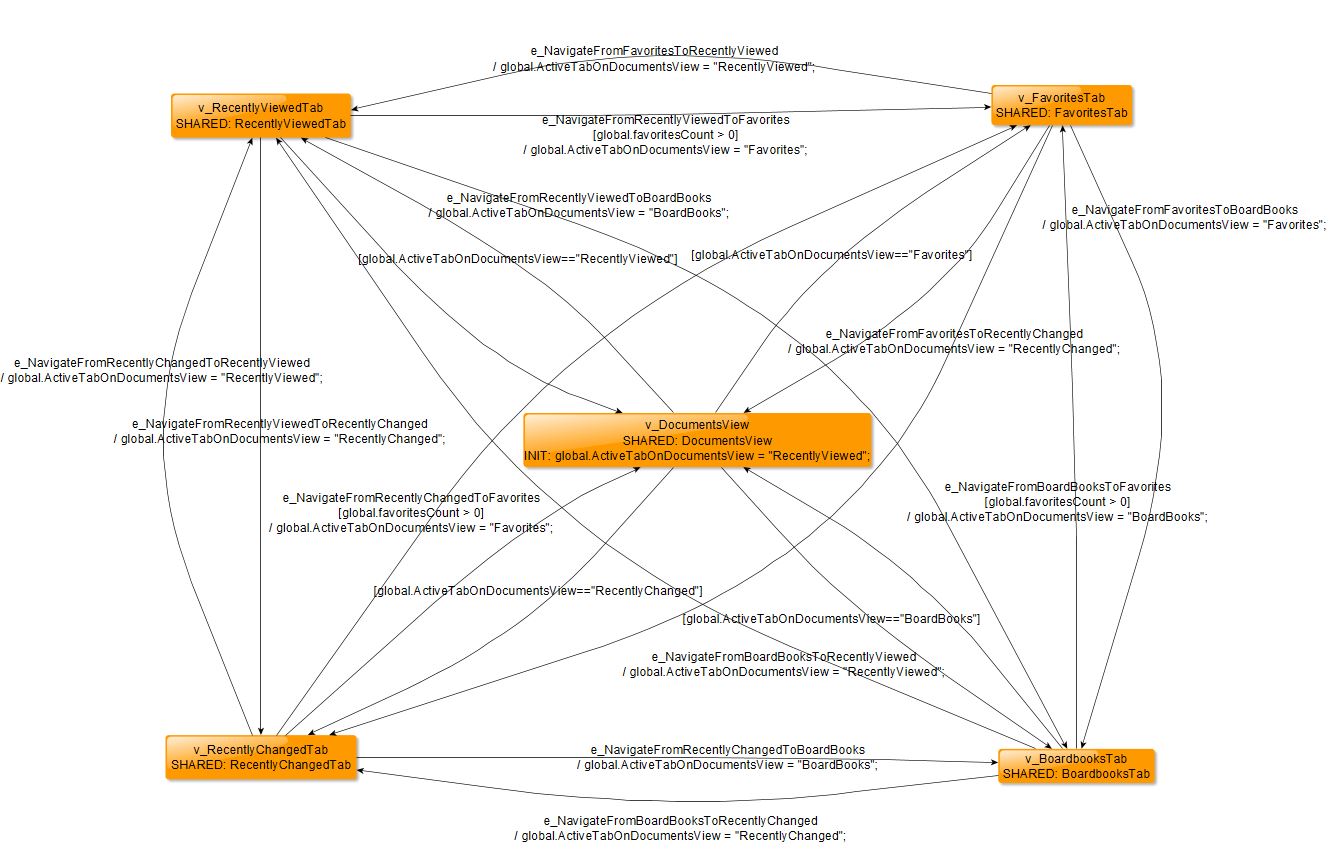 e_NavigateFromFavoritesToRecentlyViewed
/ global.ActiveTabOnDocumentsView = "RecentlyViewed";
v_RecentlyViewedTab
SHARED: RecentlyViewedTab
v_FavoritesTab
SHARED: FavoritesTab
e_NavigateFromRecentlyViewedToFavorites
[global.favoritesCount > 0]
/ global.ActiveTabOnDocumentsView = "Favorites";
e_NavigateFromRecentlyViewedToBoardBooks
/ global.ActiveTabOnDocumentsView = "BoardBooks";
e_NavigateFromFavoritesToBoardBooks
/ global.ActiveTabOnDocumentsView = "Favorites";
[global.ActiveTabOnDocumentsView=="RecentlyViewed"]
[global.ActiveTabOnDocumentsView=="Favorites"]
e_NavigateFromFavoritesToRecentlyChanged
/ global.ActiveTabOnDocumentsView = "RecentlyChanged";
e_NavigateFromRecentlyChangedToRecentlyViewed
/ global.ActiveTabOnDocumentsView = "RecentlyViewed";
e_NavigateFromRecentlyViewedToRecentlyChanged
/ global.ActiveTabOnDocumentsView = "RecentlyChanged";
v_DocumentsView
SHARED: DocumentsView
INIT: global.ActiveTabOnDocumentsView = "RecentlyViewed";
e_NavigateFromRecentlyChangedToFavorites
[global.favoritesCount > 0]
/ global.ActiveTabOnDocumentsView = "Favorites";
e_NavigateFromBoardBooksToFavorites
[global.favoritesCount > 0]
/ global.ActiveTabOnDocumentsView = "BoardBooks";
[global.ActiveTabOnDocumentsView=="RecentlyChanged"]
[global.ActiveTabOnDocumentsView=="BoardBooks"]
e_NavigateFromBoardBooksToRecentlyViewed
/ global.ActiveTabOnDocumentsView = "RecentlyViewed";
v_RecentlyChangedTab
SHARED: RecentlyChangedTab
e_NavigateFromRecentlyChangedToBoardBooks
/ global.ActiveTabOnDocumentsView = "BoardBooks";
v_BoardbooksTab
SHARED: BoardbooksTab
e_NavigateFromBoardBooksToRecentlyChanged
/ global.ActiveTabOnDocumentsView = "RecentlyChanged";